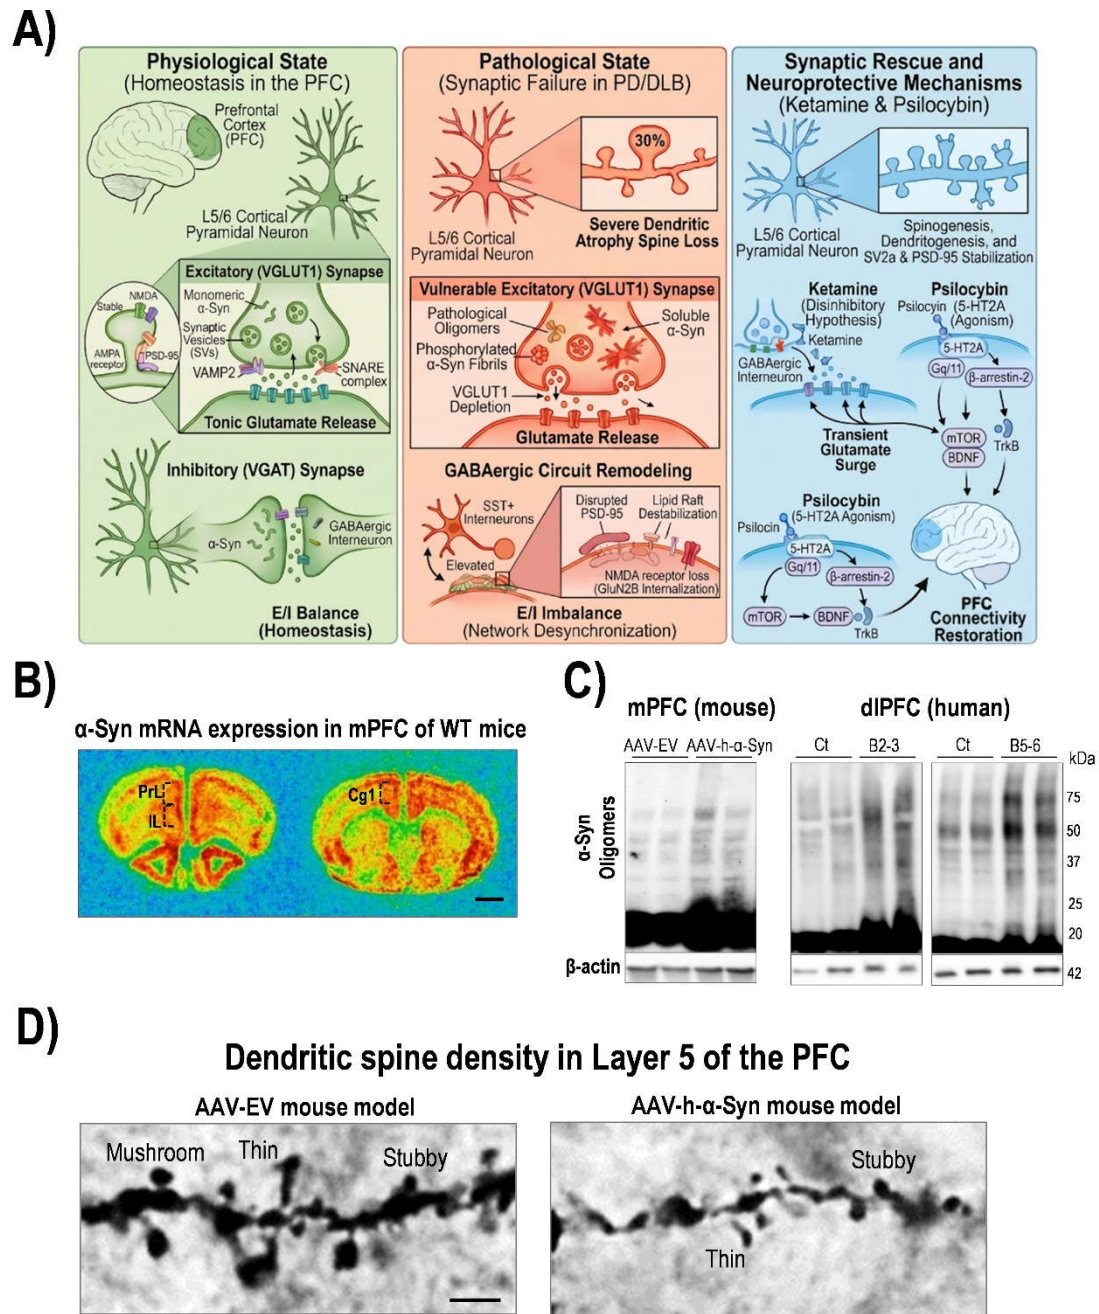 A)
Physiological State
(Homeostasis in the PFC)
Prefrontal
Cortex
(PFC)
L5/6 Cortical
Pyramidal Neuron
Excitatory (VGLUT1) Synapse
Stable
NMDA
AMPA
receptor
PSD-95
Monomeric
α-Syn
Synaptic
Vesicles
(SVs)
VAMP2
SNARE
complex
Tonic Glutamate Release
Inhibitory (VGAT) Synapse
α-Syn
GABAergic
Interneuron
E/I Balance
(Homeostasis)
Pathological State
(Synaptic Failure in PD/DLB)
30%
L5/6 Cortical
Pyramidal Neuron
Severe Dendritic
Atrophy Spine Loss
Vulnerable Excitatory (VGLUT1) Synapse
Pathological
Oligomers
Soluble
α-Syn
Phosphorylated
α-Syn Fibrils
VGLUT1
Depletion
Glutamate Release
GABAergic Circuit Remodeling
SST+
Interneurons
Elevated
Disrupted
PSD-95
Lipid Raft
Destabilization
NMDA receptor loss
(GluN2B Internalization)
E/I Imbalance
(Network Desynchronization)
Synaptic Rescue and
Neuroprotective Mechanisms
(Ketamine & Psilocybin)
L5/6 Cortical
Pyramidal Neuron
Spinogenesis,
Dendritogenesis, and
SV2a & PSD-95 Stabilization
Ketamine
(Disinhibitory
Hypothesis)
Ketamine
GABAergic
Interneuron
Psilocybin
Psilocyin (5-HT2A
(Agonism)
5-HT2A
Gq/11
β-arrestin-2
mTOR
BDNF
TrkB
Transient
Glutamate
Surge
Psilocybin
(5-HT2A Agonism)
Psilocin
5-HT2A
Gq/11
β-arrestin-2
mTOR
BDNF
TrkB
PFC
Connectivity
Restoration
B)
α-Syn mRNA expression in mPFC of WT mice
PrL
IL
Cg1
C)
mPFC (mouse)
dlPFC (human)
AAV-EV AAV-h-α-Syn
Ct B2-3
Ct B5-6
kDa
α-Syn
Oligomers
75
50
37
25
20
β-actin
42
D)
Dendritic spine density in Layer 5 of the PFC
AAV-EV mouse model
AAV-h-α-Syn mouse model
Mushroom
Thin
Stubby
Stubby
Thin